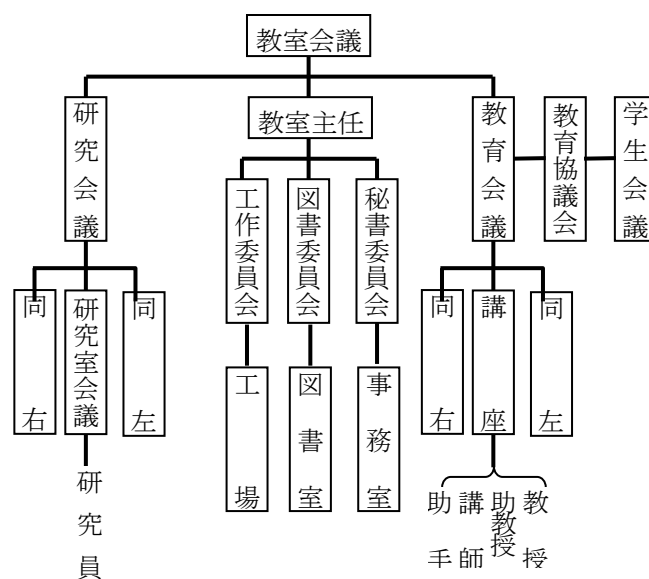 教室会議
研究会議
教室主任
教育会議
教育協議会
学生会議
工作委員会
図書委員会
秘書委員会
同右
研究室会議
同左
工場
図書室
事務室
同右
講座
同左
研究員
助手
講師
助教授
教授